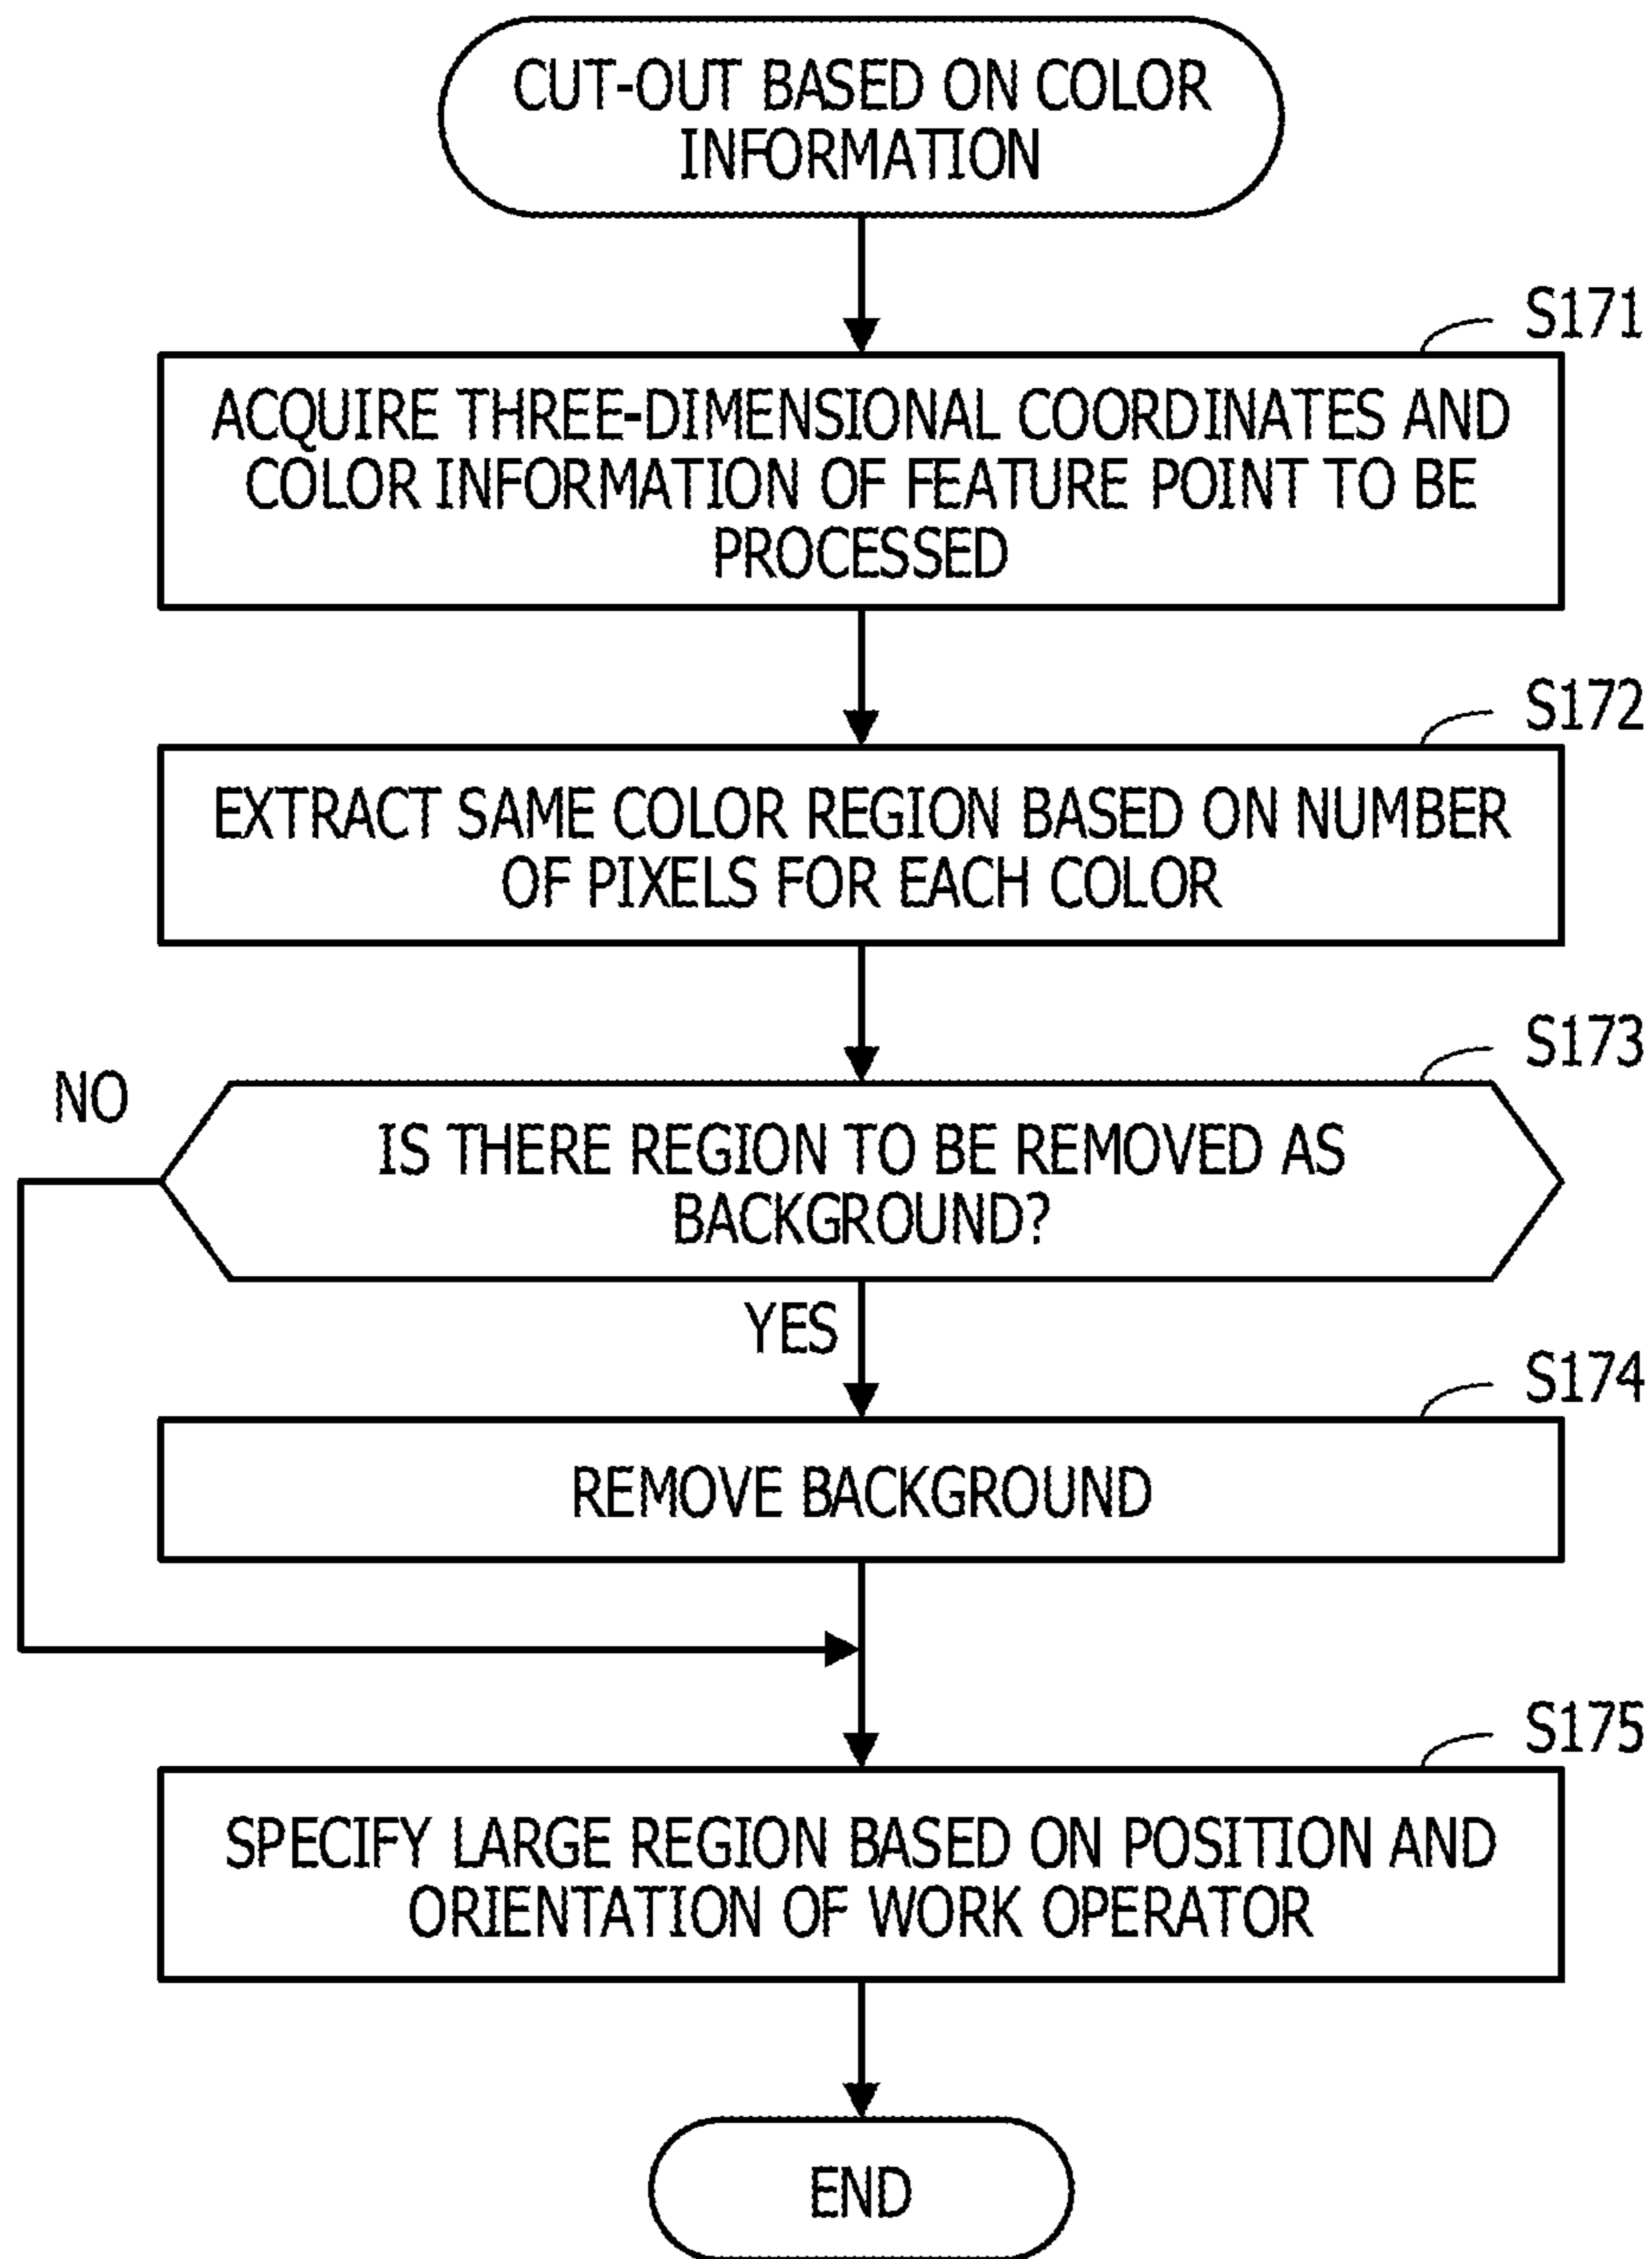 CUT-OUT BASED ON COLOR
INFORMATION
S171
ACQUIRE THREE-DIMENSIONAL COORDINATES AND
COLOR INFORMATION OF FEATURE POINT TO BE
PROCESSED
S172
EXTRACT SAME COLOR REGION BASED ON NUMBER
OF PIXELS FOR EACH COLOR
S173
NO
IS THERE REGION TO BE REMOVED AS
BACKGROUND?
YES
S174
REMOVE BACKGROUND
S175
SPECIFY LARGE REGION BASED ON POSITION AND
ORIENTATION OF WORK OPERATOR
END